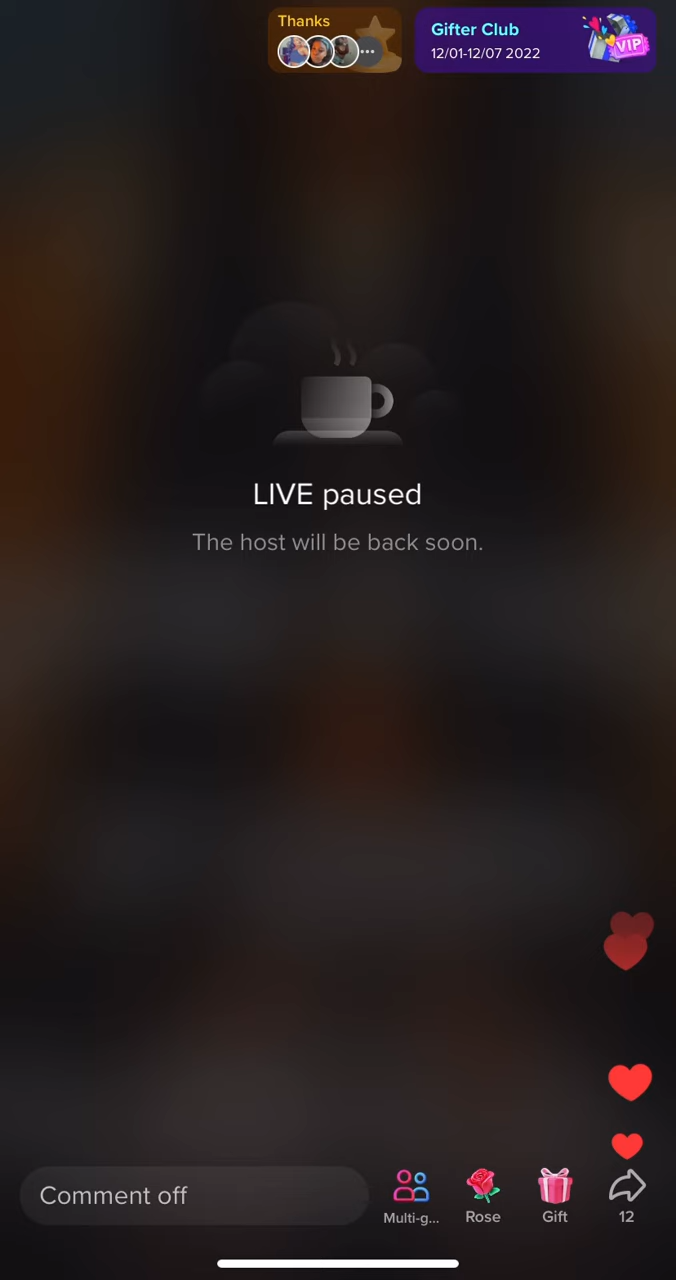 Thanks
Gifter Club
12/01-12/07 2022
VIP
LIVE paused
The host will be back soon.
Comment off
Multi-g...
Rose
Gift
12